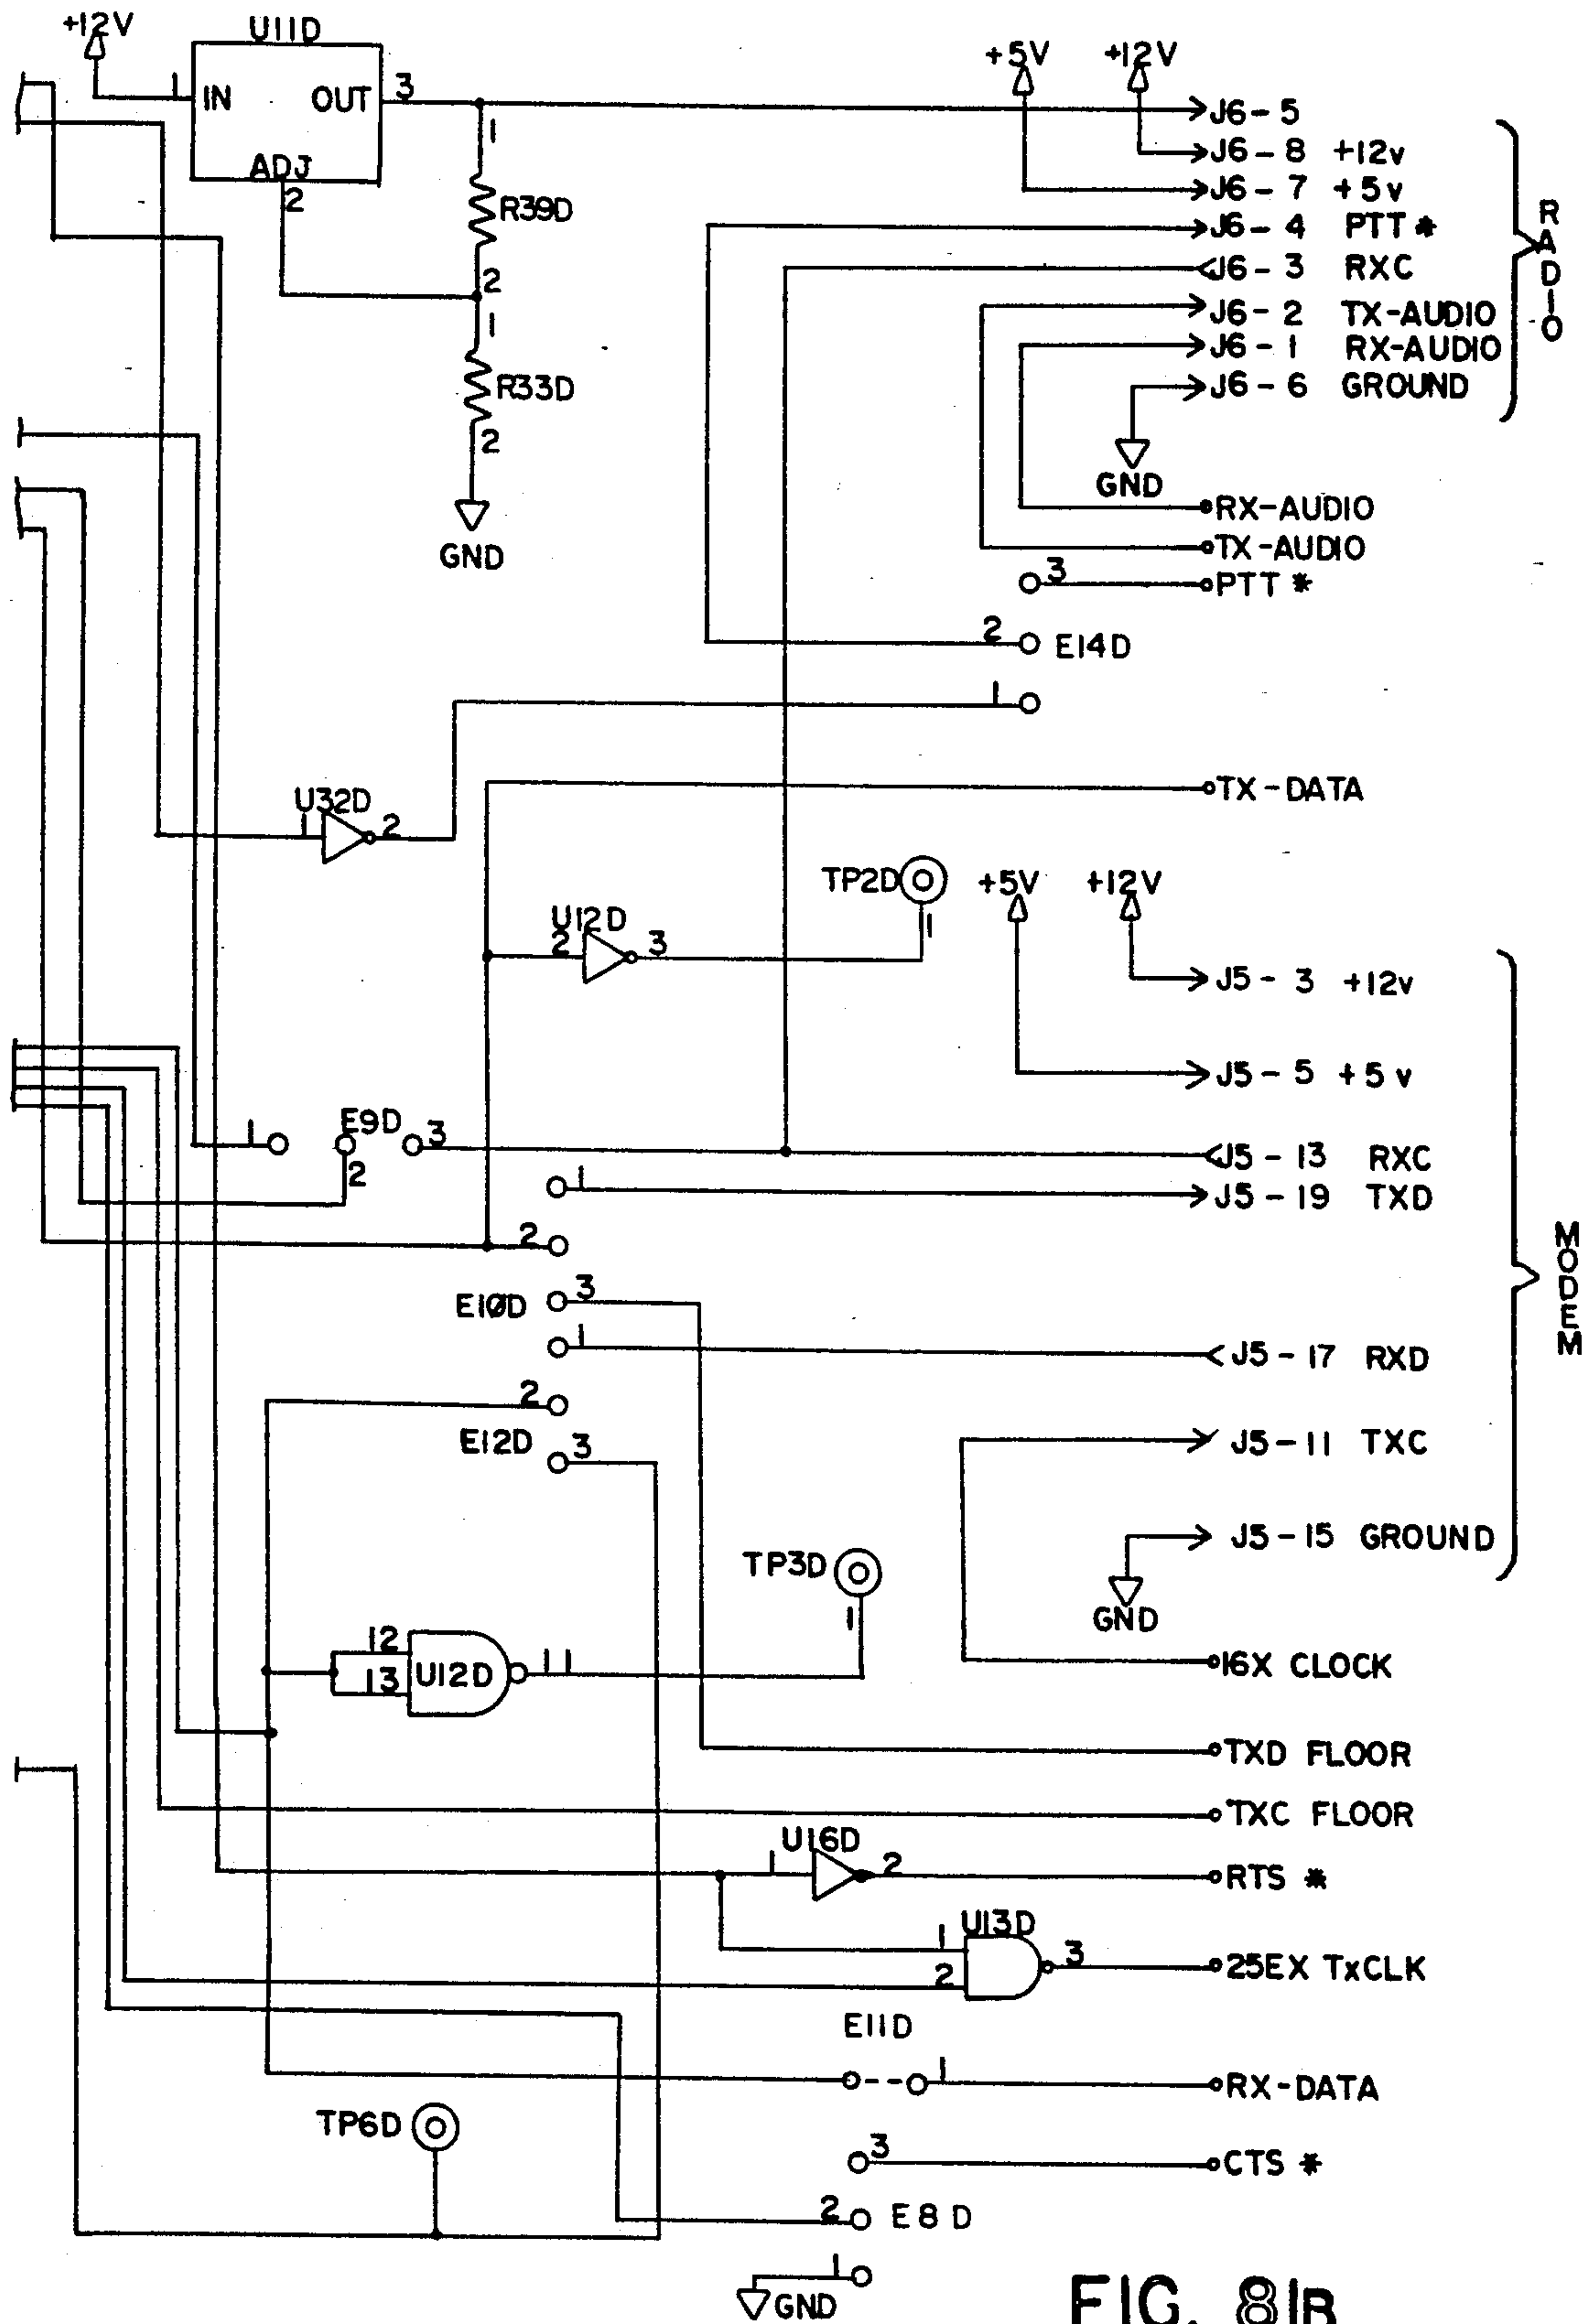 +12V
U11D
1
IN
OUT
3
ADJ
2
1
R39D
2
1
R33D
2
GND
+5V
+12V
J6-5
J6-8 +12v
J6-7 +5v
J6-4 PTT*
J6-3 RXC
J6-2 TX-AUDIO
J6-1 RX-AUDIO
J6-6 GROUND
RADIO
GND
RX-AUDIO
TX-AUDIO
3
PTT*
2
E14D
1
TX-DATA
U32D
1
2
TP2D
1
+5V
+12V
U12D
2
3
J5-3 +12v
J5-5 +5v
1
E9D
2
3
J5-13 RXC
1
J5-19 TXD
2
E10D
3
1
J5-17 RXD
2
E12D
3
J5-11 TXC
J5-15 GROUND
MODEM
GND
TP3D
1
12
13
U12D
11
16X CLOCK
TXD FLOOR
TXC FLOOR
U16D
1
2
RTS *
U13D
1
2
3
25EX TxCLK
E11D
1
RX-DATA
TP6D
3
CTS *
2
E8D
1
GND
FIG. 81B